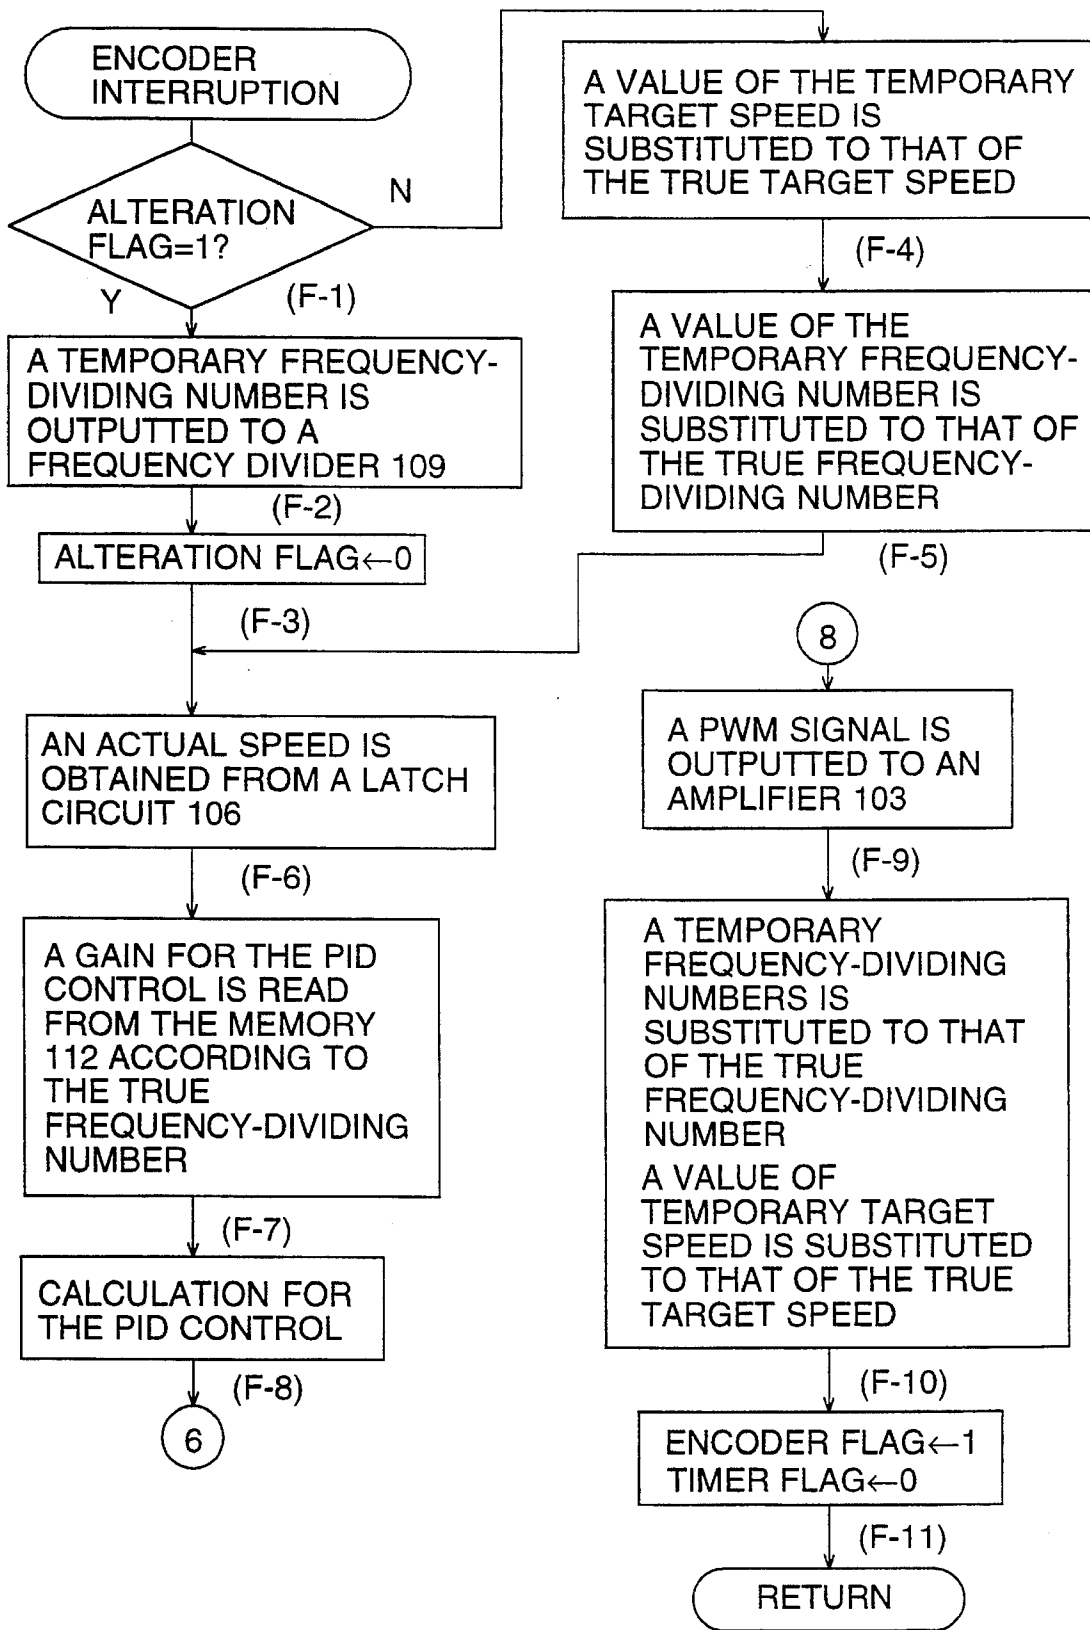 ENCODER
INTERRUPTION
ALTERATION
FLAG=1?
N
Y
(F-1)
A TEMPORARY FREQUENCY-
DIVIDING NUMBER IS
OUTPUTTED TO A
FREQUENCY DIVIDER 109
(F-2)
ALTERATION FLAG←0
(F-3)
A VALUE OF THE TEMPORARY
TARGET SPEED IS
SUBSTITUTED TO THAT OF
THE TRUE TARGET SPEED
(F-4)
A VALUE OF THE
TEMPORARY FREQUENCY-
DIVIDING NUMBER IS
SUBSTITUTED TO THAT OF
THE TRUE FREQUENCY-
DIVIDING NUMBER
(F-5)
AN ACTUAL SPEED IS
OBTAINED FROM A LATCH
CIRCUIT 106
(F-6)
A GAIN FOR THE PID
CONTROL IS READ
FROM THE MEMORY
112 ACCORDING TO
THE TRUE
FREQUENCY-DIVIDING
NUMBER
(F-7)
CALCULATION FOR
THE PID CONTROL
(F-8)
6
8
A PWM SIGNAL IS
OUTPUTTED TO AN
AMPLIFIER 103
(F-9)
A TEMPORARY
FREQUENCY-DIVIDING
NUMBERS IS
SUBSTITUTED TO THAT
OF THE TRUE
FREQUENCY-DIVIDING
NUMBER
A VALUE OF
TEMPORARY TARGET
SPEED IS SUBSTITUTED
TO THAT OF THE TRUE
TARGET SPEED
(F-10)
ENCODER FLAG←1
TIMER FLAG←0
(F-11)
RETURN